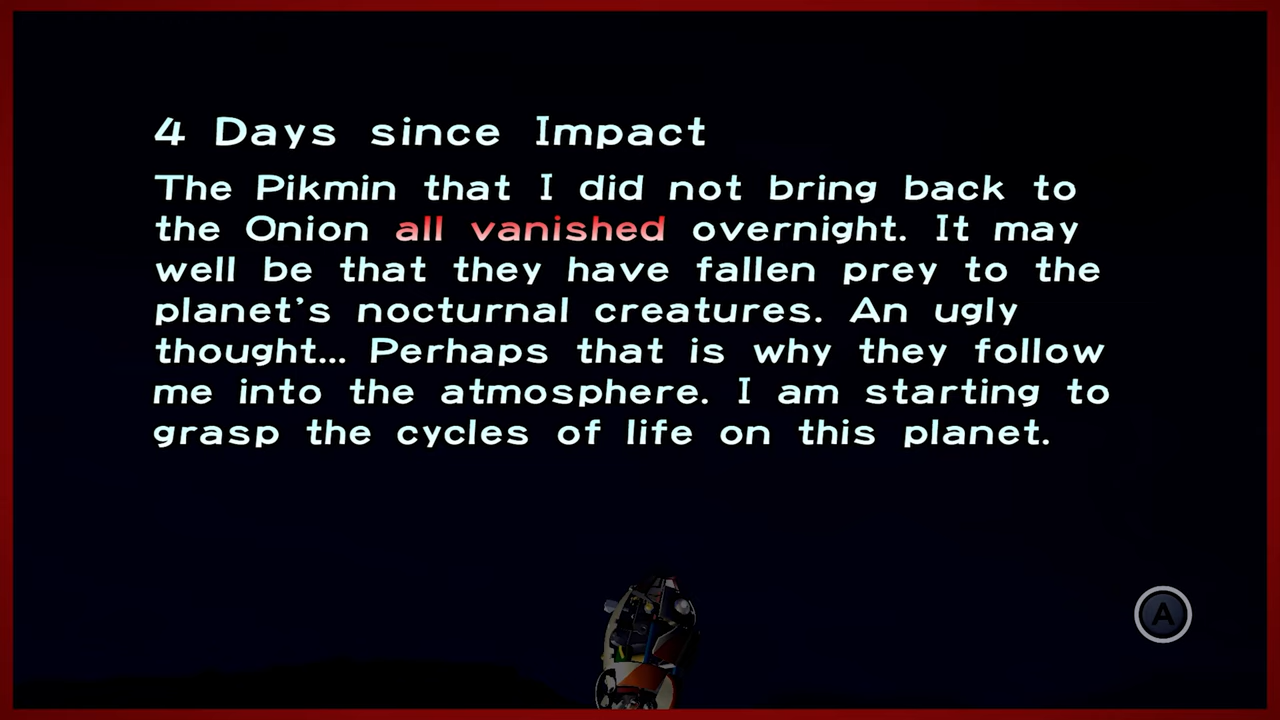 4 Days since Impact
The Pikmin that I did not bring back to
the Onion all vanished overnight. It may
well be that they have fallen prey to the
planet's nocturnal creatures. An ugly
thought... Perhaps that is why they follow
me into the atmosphere. I am starting to
grasp the cycles of life on this planet.
A